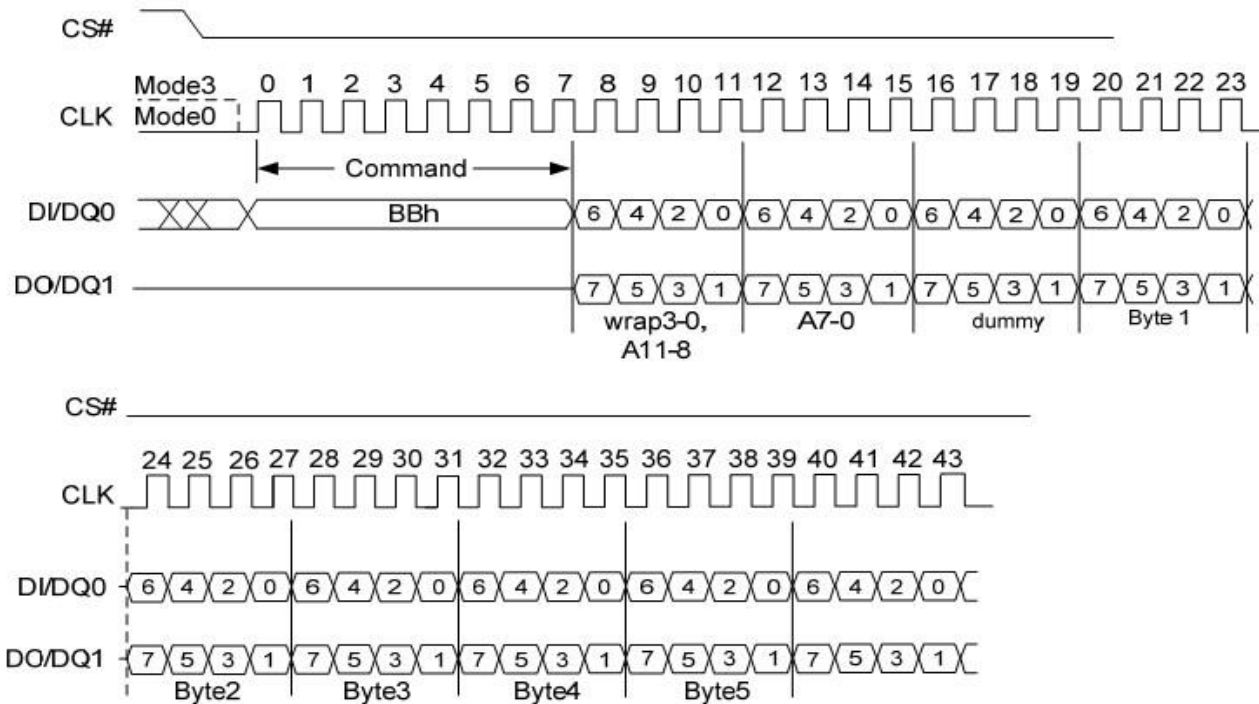 CS#
0 1 2 3 4 5 6 7 8 9 10 11 12 13 14 15 16 17 18 19 20 21 22 23
Mode3
CLK Mode0
Command
DI/DQ0 BBh 6 4 2 0 6 4 2 0 6 4 2 0 6 4 2 0
DO/DQ1 7 5 3 1 7 5 3 1 7 5 3 1 7 5 3 1
wrap3-0, A7-0 dummy Byte 1
A11-8
CS#
24 25 26 27 28 29 30 31 32 33 34 35 36 37 38 39 40 41 42 43
CLK
DI/DQ0 6 4 2 0 6 4 2 0 6 4 2 0 6 4 2 0 6 4 2 0
DO/DQ1 7 5 3 1 7 5 3 1 7 5 3 1 7 5 3 1 7 5 3 1
Byte2 Byte3 Byte4 Byte5